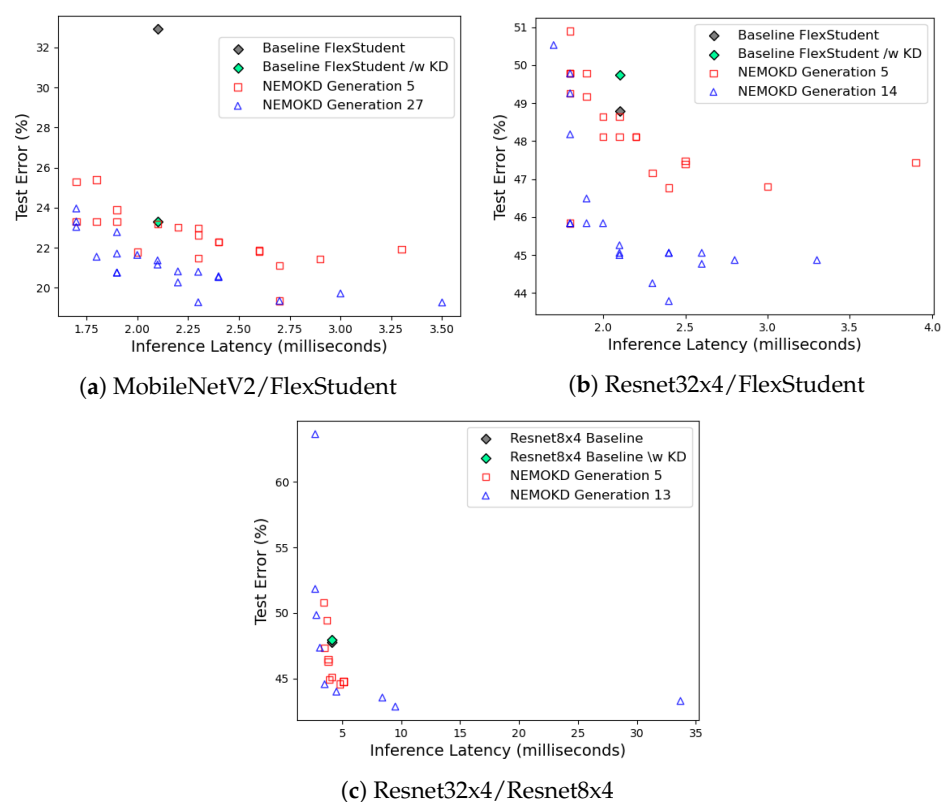 Baseline FlexStudent
Baseline FlexStudent /w KD
NEMOKD Generation 5
NEMOKD Generation 27
Test Error (%)
32
30
28
26
24
22
20
1.75
2.00
2.25
2.50
2.75
3.00
3.25
3.50
Inference Latency (milliseconds)
(a) MobileNetV2/FlexStudent
Baseline FlexStudent
Baseline FlexStudent /w KD
NEMOKD Generation 5
NEMOKD Generation 14
Test Error (%)
51
50
49
48
47
46
45
44
2.0
2.5
3.0
3.5
4.0
Inference Latency (milliseconds)
(b) Resnet32x4/FlexStudent
Resnet8x4 Baseline
Resnet8x4 Baseline \w KD
NEMOKD Generation 5
NEMOKD Generation 13
Test Error (%)
60
55
50
45
5
10
15
20
25
30
35
Inference Latency (milliseconds)
(c) Resnet32x4/Resnet8x4